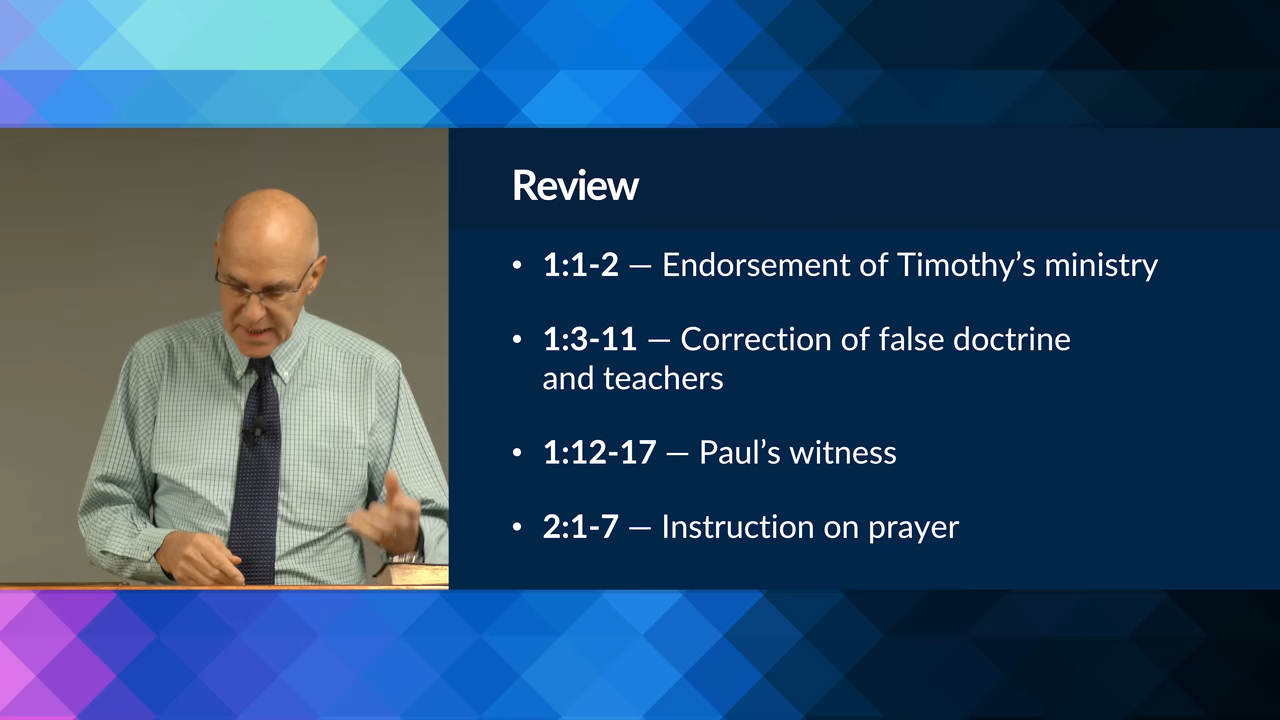 Review
• 1:1-2 — Endorsement of Timothy’s ministry
• 1:3-11 — Correction of false doctrine
and teachers
• 1:12-17 — Paul’s witness
• 2:1-7 — Instruction on prayer